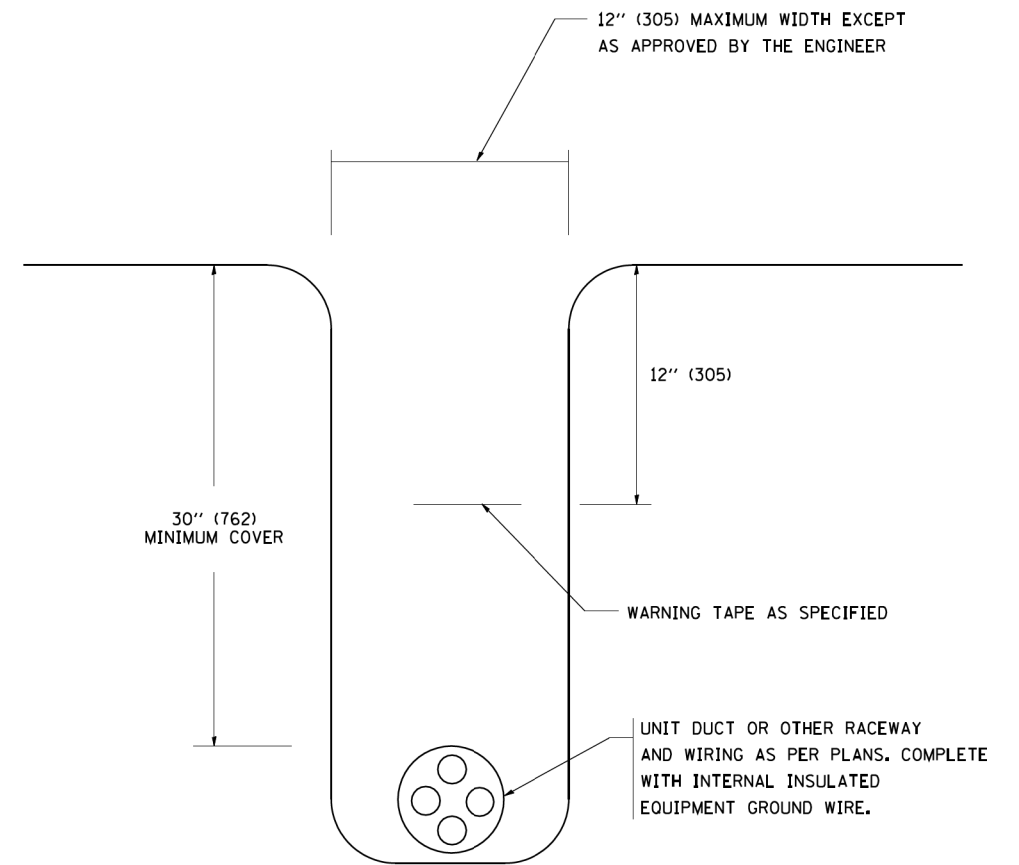 12'' (305) MAXIMUM WIDTH EXCEPT
AS APPROVED BY THE ENGINEER
12'' (305)
30'' (762)
MINIMUM COVER
WARNING TAPE AS SPECIFIED
UNIT DUCT OR OTHER RACEWAY
AND WIRING AS PER PLANS. COMPLETE
WITH INTERNAL INSULATED
EQUIPMENT GROUND WIRE.